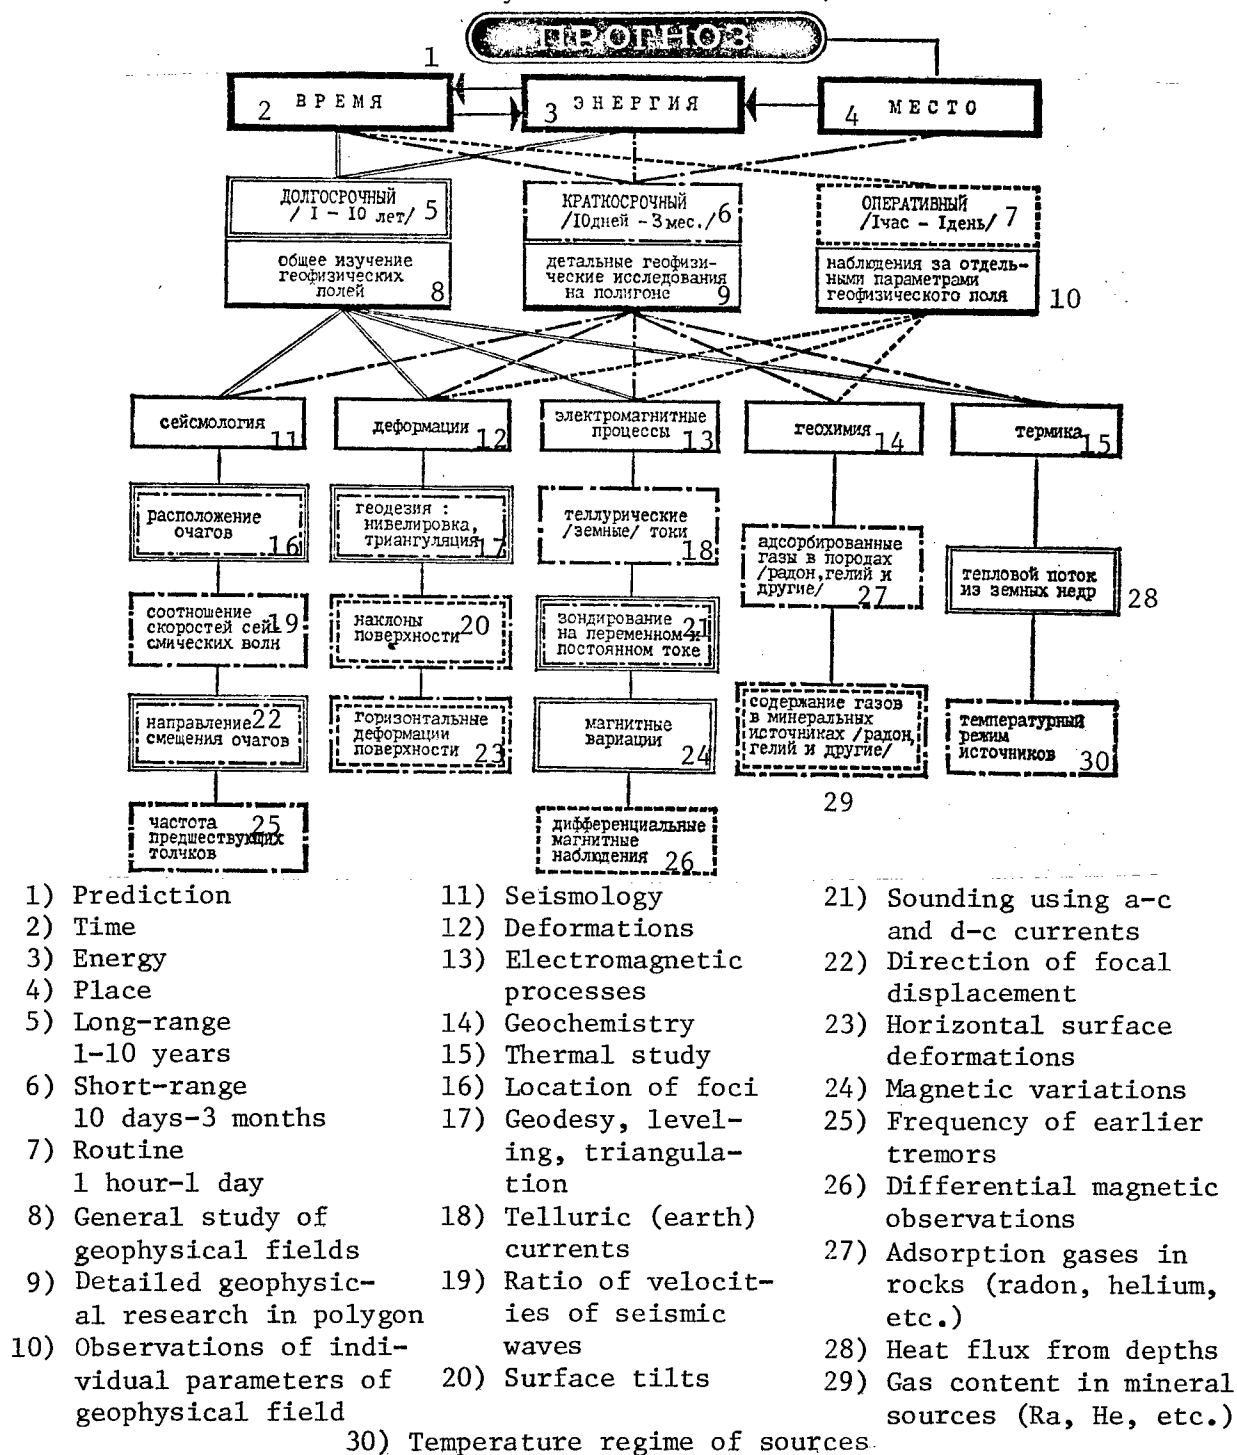 ПРОГНОЗ
1
ВРЕМЯ
2
ЭНЕРГИЯ
3
МЕСТО
4
ДОЛГОСРОЧНЫЙ
/ I - IO лет/ 5
КРАТКОСРОЧНЫЙ
/IOдней - 3 мес./ 6
ОПЕРАТИВНЫЙ
/Iчас - Iдень/ 7
общее изучение
геофизических
полей 8
детальные геофизи-
ческие исследования
на полигоне 9
наблюдения за отдель-
ными параметрами
геофизического поля 10
сейсмология 11
деформации 12
электромагнитные
процессы 13
геохимия 14
термика 15
расположение
очагов 16
геодезия :
нивелировка,
триангуляция 17
теллурические
/земные/ токи 18
адсорбированные
газы в породах
/радон,гелий и
другие/ 27
тепловой поток
из земных недр 28
соотношение
скоростей сей-
смических волн 19
наклоны
поверхности 20
зондирование
на переменном и
постоянном токе 21
направление
смещения очагов 22
горизонтальные
деформации
поверхности 23
магнитные
вариации 24
содержание газов
в минеральных
источниках /радон,
гелий и другие/
29
температурный
режим
источников 30
частота
предшествующих
толчков 25
дифференциальные
магнитные
наблюдения 26
1) Prediction
2) Time
3) Energy
4) Place
5) Long-range
1-10 years
6) Short-range
10 days-3 months
7) Routine
1 hour-1 day
8) General study of
geophysical fields
9) Detailed geophysic-
al research in polygon
10) Observations of indi-
vidual parameters of
geophysical field
11) Seismology
12) Deformations
13) Electromagnetic
processes
14) Geochemistry
15) Thermal study
16) Location of foci
17) Geodesy, level-
ing, triangula-
tion
18) Telluric (earth)
currents
19) Ratio of velocit-
ies of seismic
waves
20) Surface tilts
21) Sounding using a-c
and d-c currents
22) Direction of focal
displacement
23) Horizontal surface
deformations
24) Magnetic variations
25) Frequency of earlier
tremors
26) Differential magnetic
observations
27) Adsorption gases in
rocks (radon, helium,
etc.)
28) Heat flux from depths
29) Gas content in mineral
sources (Ra, He, etc.)
30) Temperature regime of sources